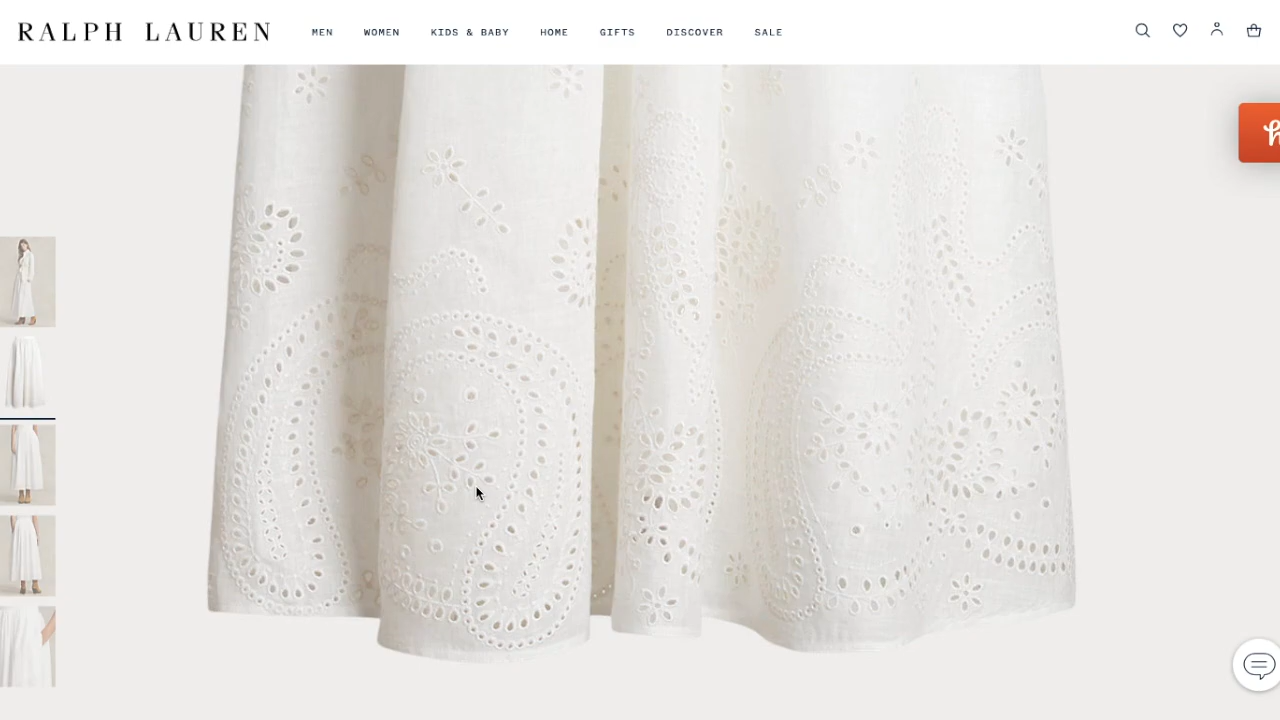 RALPH LAUREN
MEN
WOMEN
KIDS & BABY
HOME
GIFTS
DISCOVER
SALE